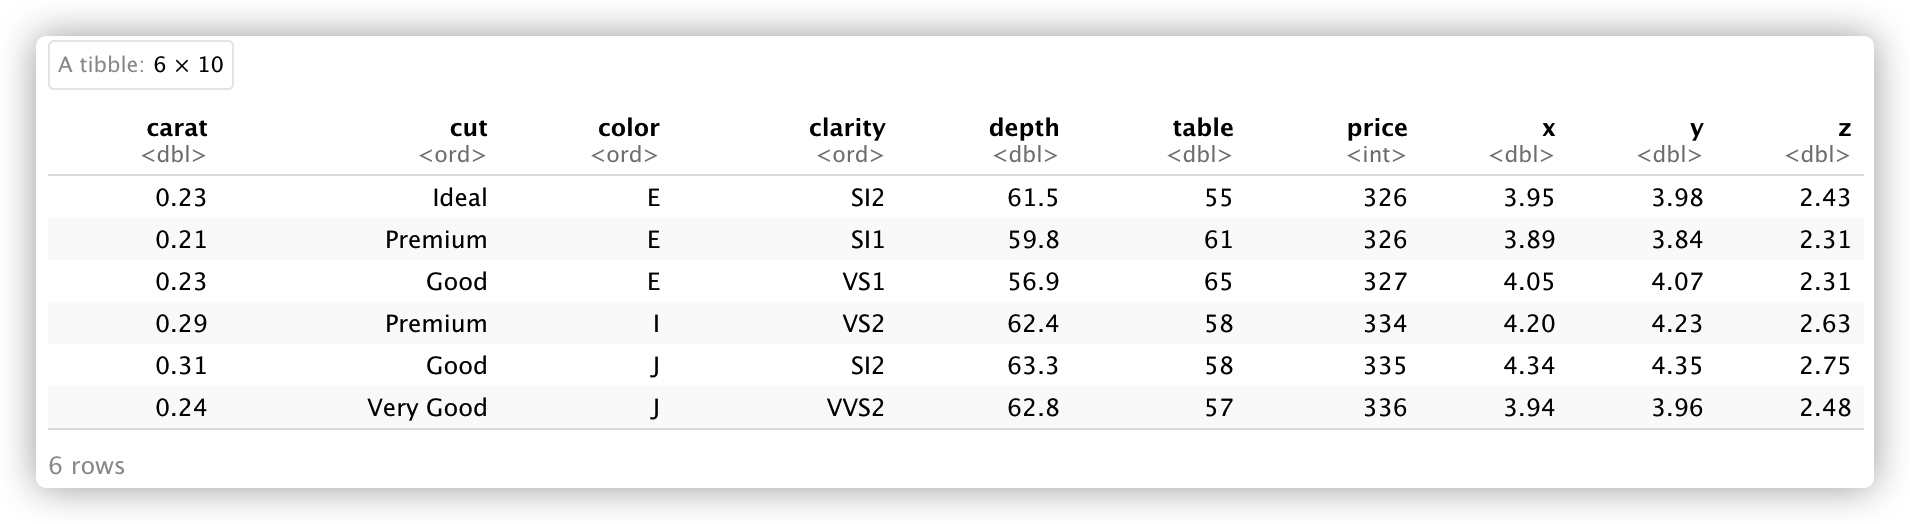 A tibble: 6 × 10
carat cut color clarity depth table price x y z
<dbl> <ord> <ord> <ord> <dbl> <dbl> <int> <dbl> <dbl> <dbl>
0.23 Ideal E SI2 61.5 55 326 3.95 3.98 2.43
0.21 Premium E SI1 59.8 61 326 3.89 3.84 2.31
0.23 Good E VS1 56.9 65 327 4.05 4.07 2.31
0.29 Premium I VS2 62.4 58 334 4.20 4.23 2.63
0.31 Good J SI2 63.3 58 335 4.34 4.35 2.75
0.24 Very Good J VVS2 62.8 57 336 3.94 3.96 2.48
6 rows